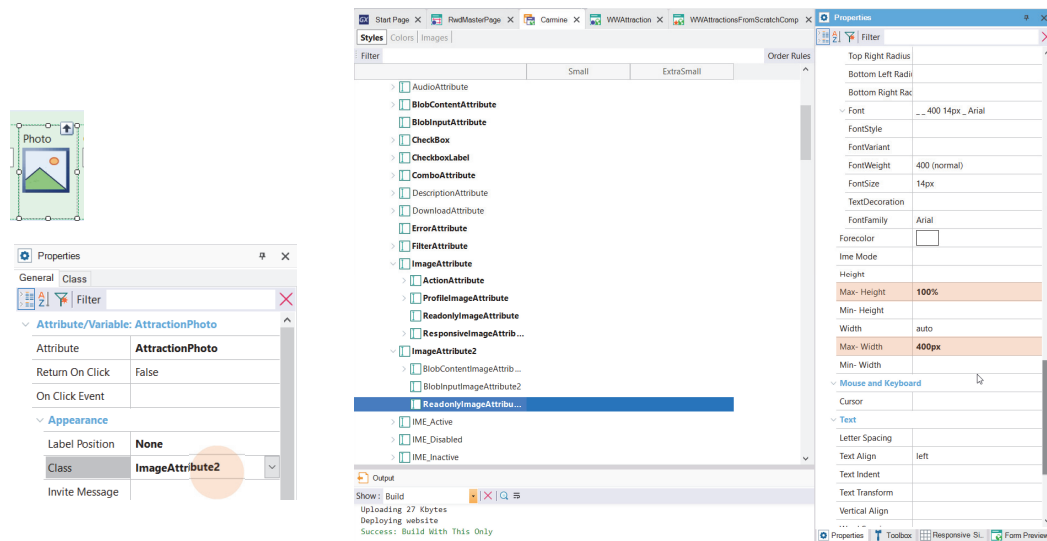 Photo
Properties
General Class
Filter
Attribute/Variable: AttractionPhoto
Attribute AttractionPhoto
Return On Click False
On Click Event
Appearance
Label Position None
Class ImageAttribute2
Invite Message
Start Page RwdMasterPage Carmine WWAttraction WWAttractionsFromScratchComp
Styles Colors Images
Filter Order Rules
Small ExtraSmall
AudioAttribute
BlobContentAttribute
BlobInputAttribute
CheckBox
CheckboxLabel
ComboAttribute
DescriptionAttribute
DownloadAttribute
ErrorAttribute
FilterAttribute
ImageAttribute
ActionAttribute
ProfileImageAttribute
ReadonlyImageAttribute
ResponsiveImageAttrib...
ImageAttribute2
BlobContentImageAttrib...
BlobInputImageAttribute2
ReadonlyImageAttribu...
IME_Active
IME_Disabled
IME_Inactive
Output
Show: Build
Uploading 27 Kbytes
Deploying website
Success: Build With This Only
Properties
Filter
Top Right Radius
Bottom Left Radi
Bottom Right Rac
Font _ _ 400 14px _ Arial
FontStyle
FontVariant
FontWeight 400 (normal)
FontSize 14px
TextDecoration
FontFamily Arial
Forecolor
Ime Mode
Height
Max- Height 100%
Min- Height
Width auto
Max- Width 400px
Min- Width
Mouse and Keyboard
Cursor
Text
Letter Spacing
Text Align left
Text Indent
Text Transform
Vertical Align
Properties Toolbox Responsive Si.. Form Preview